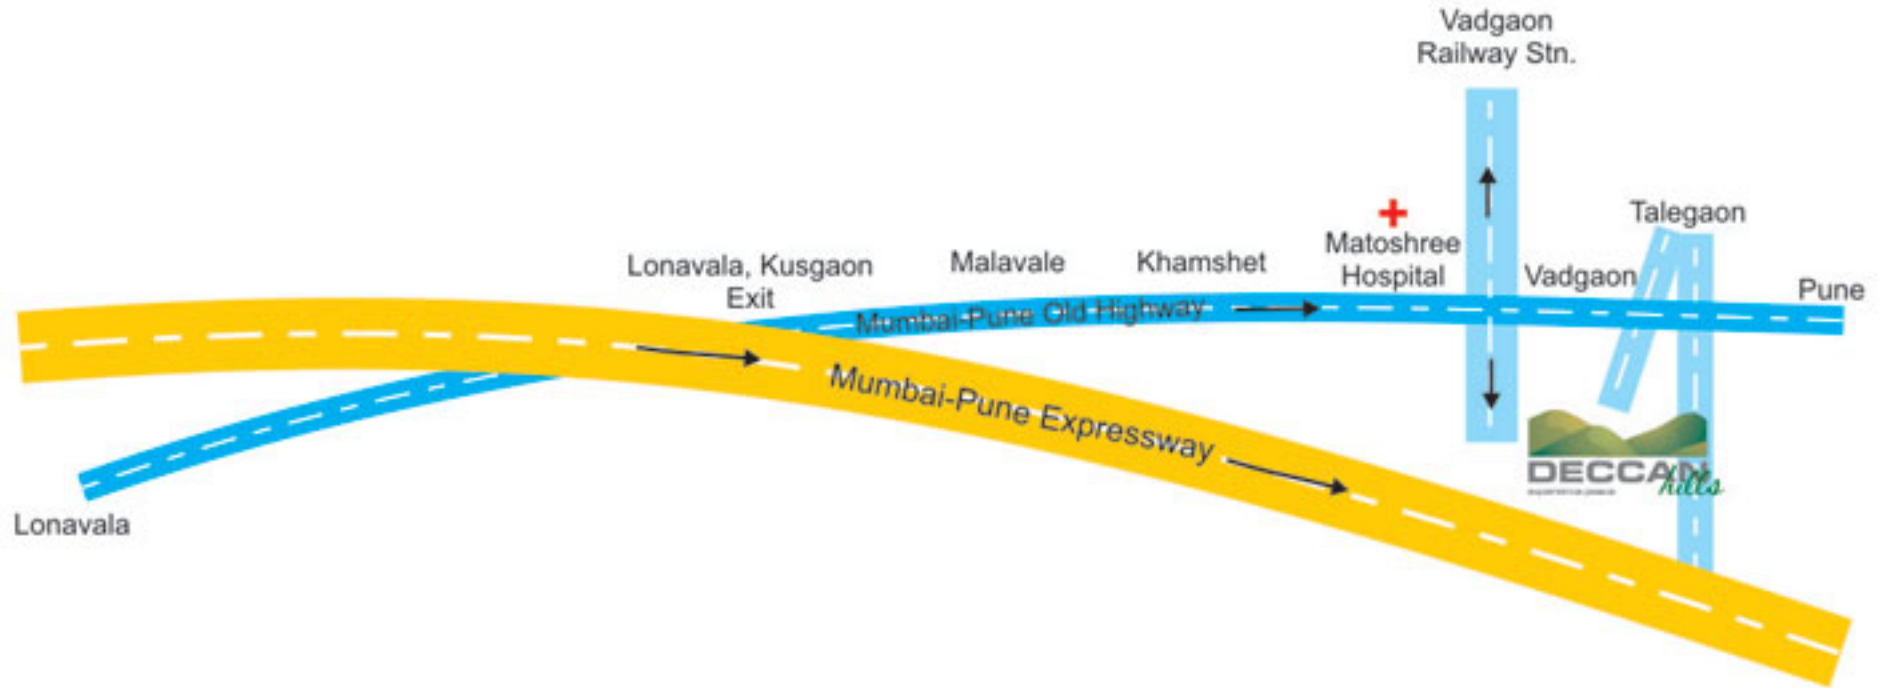 Vadgaon
Railway Stn.
Talegaon
Matoshree
Hospital
Lonavala, Kusgaon
Exit
Malavale
Khamshet
Vadgaon
Pune
Mumbai-Pune Old Highway
Mumbai-Pune Expressway
DECCAN
hills
Lonavala